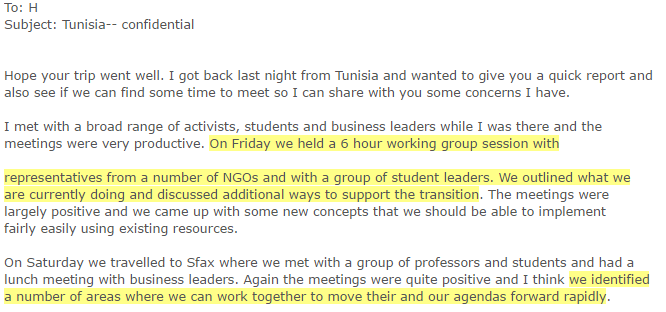 To: H
Subject: Tunisia-- confidential
Hope your trip went well. I got back last night from Tunisia and wanted to give you a quick report and
also see if we can find some time to meet so I can share with you some concerns I have.
I met with a broad range of activists, students and business leaders while I was there and the
meetings were very productive. On Friday we held a 6 hour working group session with
representatives from a number of NGOs and with a group of student leaders. We outlined what we
are currently doing and discussed additional ways to support the transition. The meetings were
largely positive and we came up with some new concepts that we should be able to implement
fairly easily using existing resources.
On Saturday we travelled to Sfax where we met with a group of professors and students and had a
lunch meeting with business leaders. Again the meetings were quite positive and I think we identified
a number of areas where we can work together to move their and our agendas forward rapidly.